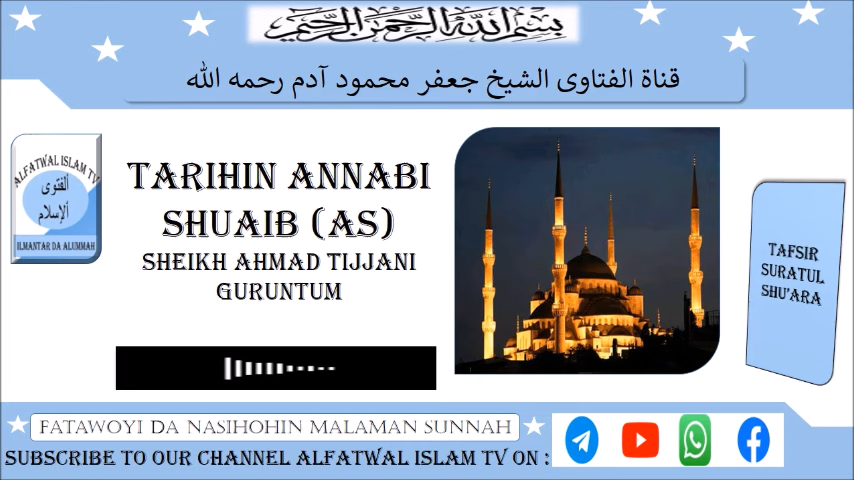 بسم الله الرحمن الرحيم
قناة الفتاوى الشيخ جعفر محمود آدم رحمه الله
ALFATWAL ISLAM TV
الفتوى
الإسلام
ILMANTAR DA ALUMMAH
TARIHIN ANNABI
SHUAIB (AS)
SHEIKH AHMAD TIJJANI
GURUNTUM
TAFSIR
SURATUL
SHU'ARA
FATAWOYI DA NASIHOHIN MALAMAN SUNNAH
SUBSCRIBE TO OUR CHANNEL ALFATWAL ISLAM TV ON :